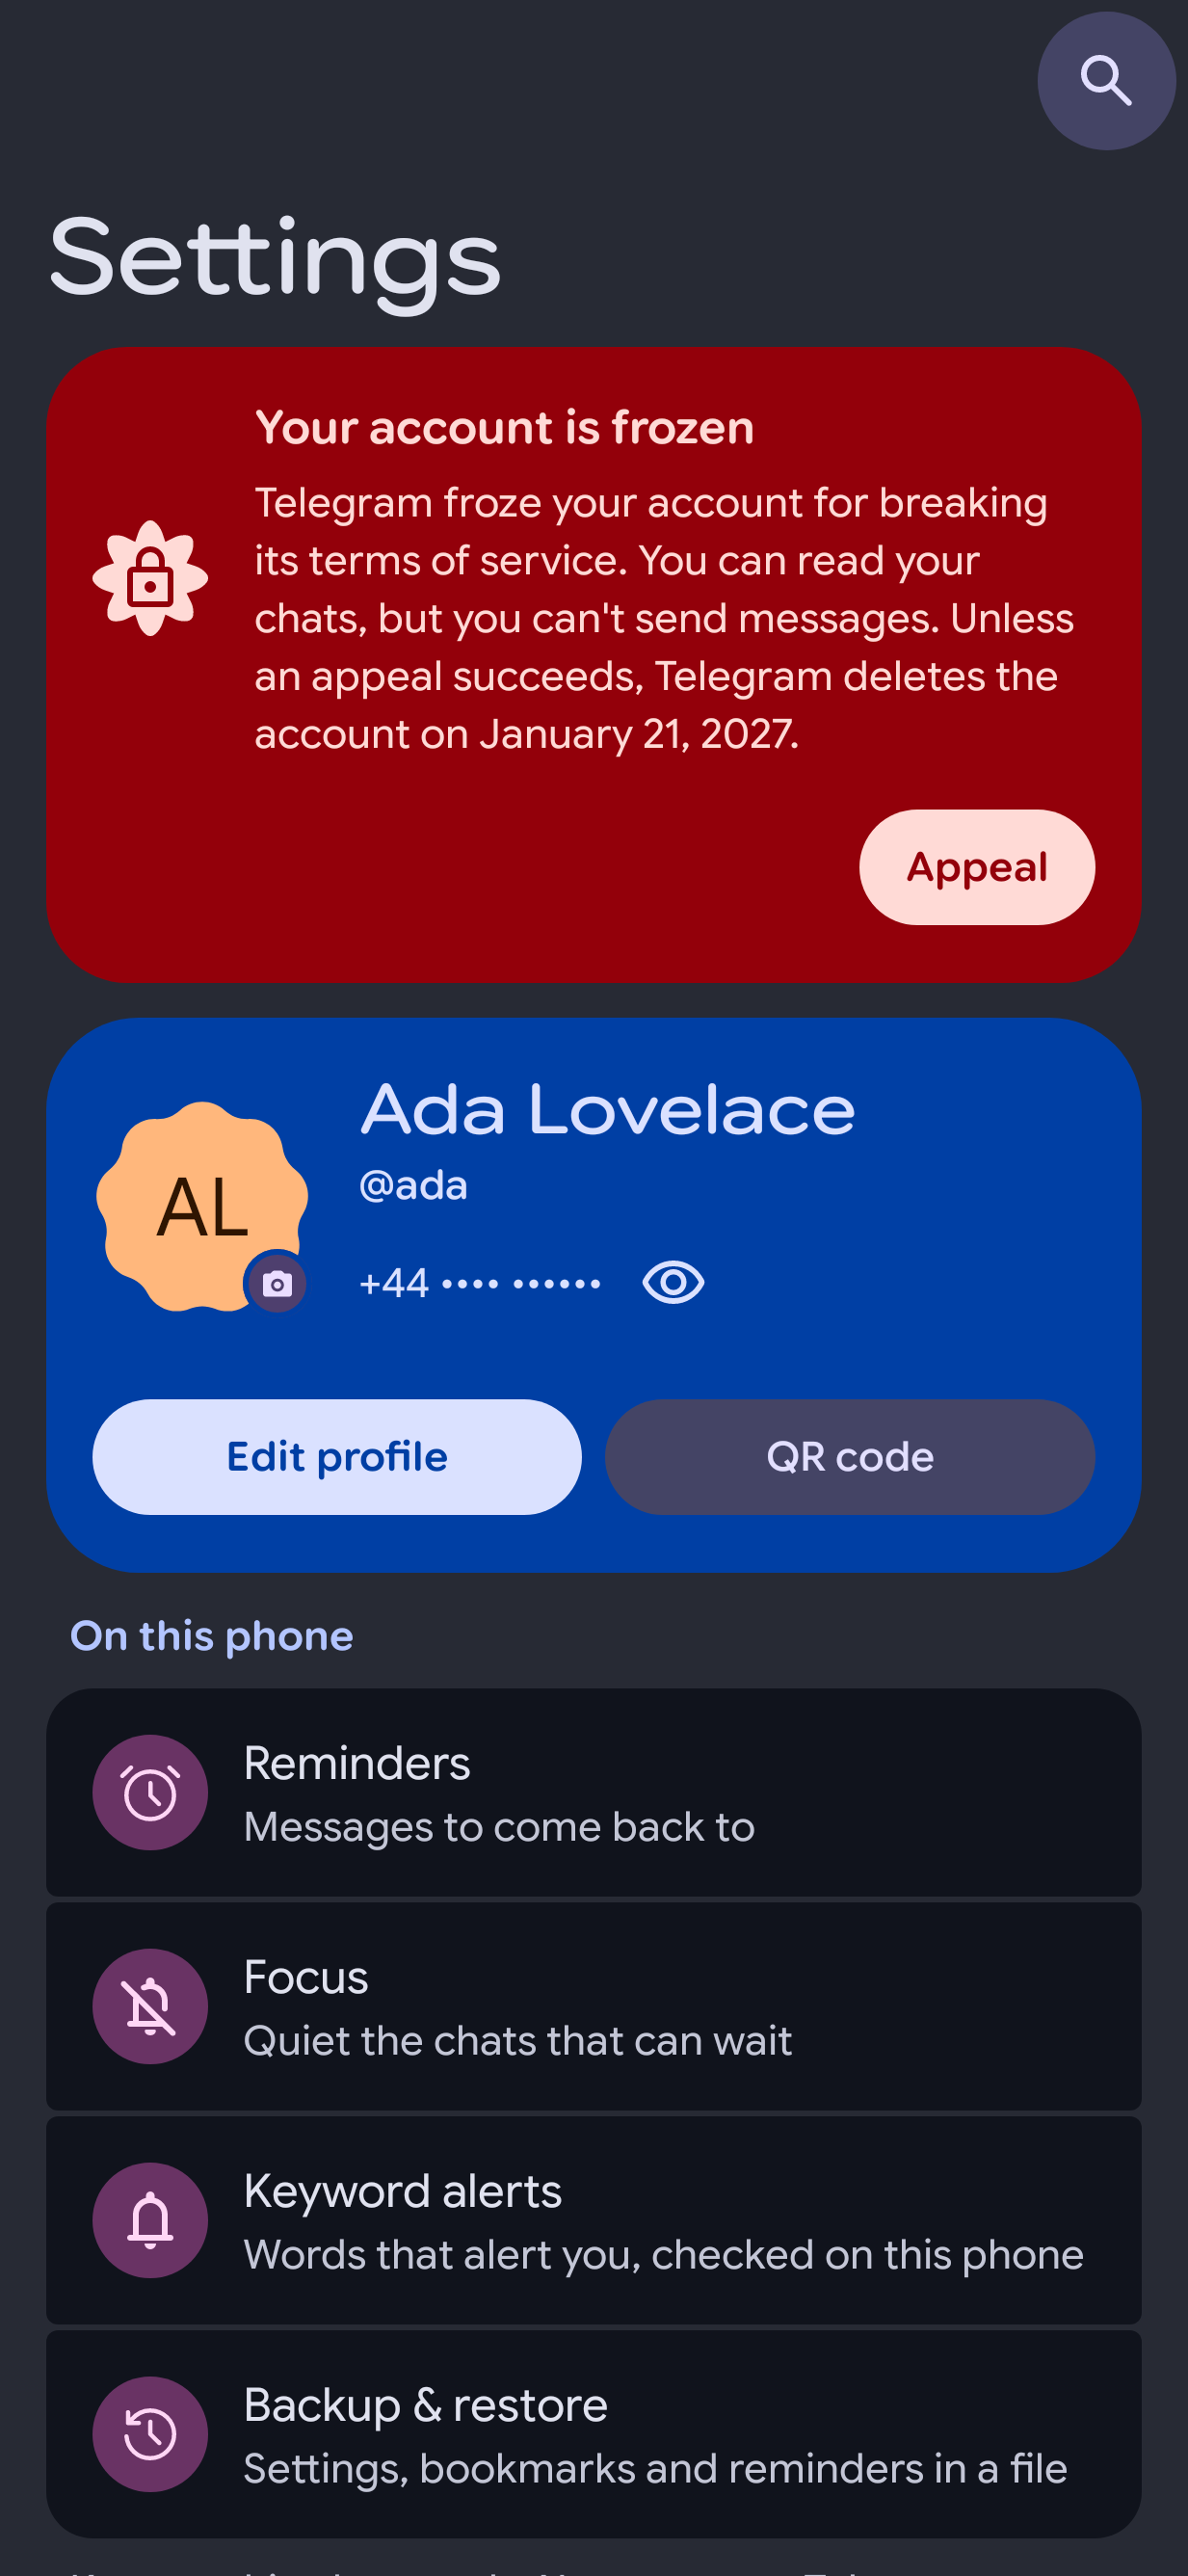 Settings
Your account is frozen
Telegram froze your account for breaking
its terms of service. You can read your
chats, but you can't send messages. Unless
an appeal succeeds, Telegram deletes the
account on January 21, 2027.
Appeal
Ada Lovelace
@ada
AL
+44 •••• ••••••
Edit profile
QR code
On this phone
Reminders
Messages to come back to
Focus
Quiet the chats that can wait
Keyword alerts
Words that alert you, checked on this phone
Backup & restore
Settings, bookmarks and reminders in a file